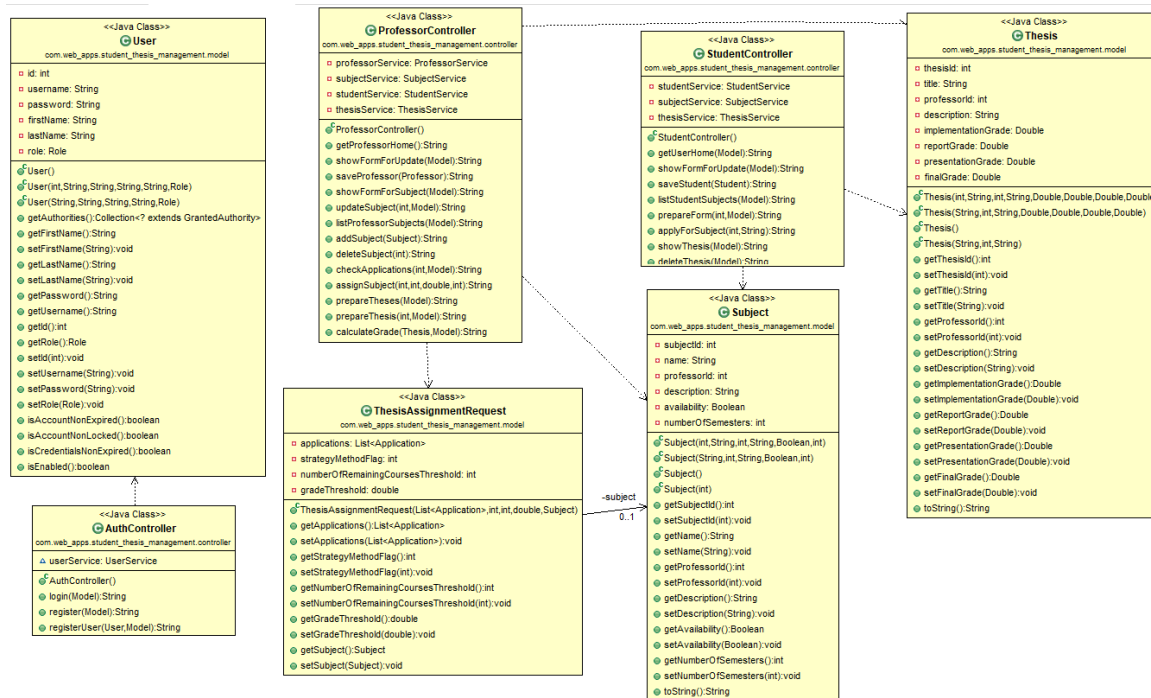 <<Java Class>>
User
com.web_apps.student_thesis_management.model
id: int
username: String
password: String
firstName: String
lastName: String
role: Role
User()
User(int,String,String,String,String,Role)
User(String,String,String,String,Role)
getAuthorities():Collection<? extends GrantedAuthority>
getFirstName():String
setFirstName(String):void
getLastName():String
setLastName(String):void
getPassword():String
getUsername():String
getId():int
getRole():Role
setId(int):void
setUsername(String):void
setPassword(String):void
setRole(Role):void
isAccountNonExpired():boolean
isAccountNonLocked():boolean
isCredentialsNonExpired():boolean
isEnabled():boolean
<<Java Class>>
AuthController
com.web_apps.student_thesis_management.controller
userService: UserService
AuthController()
login(Model):String
register(Model):String
registerUser(User,Model):String
<<Java Class>>
ProfessorController
com.web_apps.student_thesis_management.controller
professorService: ProfessorService
subjectService: SubjectService
studentService: StudentService
thesisService: ThesisService
ProfessorController()
getProfessorHome():String
showFormForUpdate(Model):String
saveProfessor(Professor):String
showFormForSubject(Model):String
updateSubject(int,Model):String
listProfessorSubjects(Model):String
addSubject(Subject):String
deleteSubject(int):String
checkApplications(int,Model):String
assignSubject(int,int,double,int):String
prepareTheses(Model):String
prepareThesis(int,Model):String
calculateGrade(Thesis,Model):String
<<Java Class>>
ThesisAssignmentRequest
com.web_apps.student_thesis_management.model
applications: List<Application>
strategyMethodFlag: int
numberOfRemainingCoursesThreshold: int
gradeThreshold: double
ThesisAssignmentRequest(List<Application>,int,int,double,Subject)
getApplications():List<Application>
setApplications(List<Application>):void
getStrategyMethodFlag():int
setStrategyMethodFlag(int):void
getNumberOfRemainingCoursesThreshold():int
setNumberOfRemainingCoursesThreshold(int):void
getGradeThreshold():double
setGradeThreshold(double):void
getSubject():Subject
setSubject(Subject):void
-subject
0..1
<<Java Class>>
StudentController
com.web_apps.student_thesis_management.controller
studentService: StudentService
subjectService: SubjectService
thesisService: ThesisService
StudentController()
getUserHome(Model):String
showFormForUpdate(Model):String
saveStudent(Student):String
listStudentSubjects(Model):String
prepareForm(int,Model):String
applyForSubject(int,String):String
showThesis(Model):String
deleteThesis(Model):String
<<Java Class>>
Subject
com.web_apps.student_thesis_management.model
subjectId: int
name: String
professorId: int
description: String
availability: Boolean
numberOfSemesters: int
Subject(int,String,int,String,Boolean,int)
Subject(String,int,String,Boolean,int)
Subject()
Subject(int)
getSubjectId():int
setSubjectId(int):void
getName():String
setName(String):void
getProfessorId():int
setProfessorId(int):void
getDescription():String
setDescription(String):void
getAvailability():Boolean
setAvailability(Boolean):void
getNumberOfSemesters():int
setNumberOfSemesters(int):void
toString():String
<<Java Class>>
Thesis
com.web_apps.student_thesis_management.model
thesisId: int
title: String
professorId: int
description: String
implementationGrade: Double
reportGrade: Double
presentationGrade: Double
finalGrade: Double
Thesis(int,String,int,String,Double,Double,Double,Double
Thesis(String,int,String,Double,Double,Double,Double)
Thesis()
Thesis(String,int,String)
getThesisId():int
setThesisId(int):void
getTitle():String
setTitle(String):void
getProfessorId():int
setProfessorId(int):void
getDescription():String
setDescription(String):void
getImplementationGrade():Double
setImplementationGrade(Double):void
getReportGrade():Double
setReportGrade(Double):void
getPresentationGrade():Double
setPresentationGrade(Double):void
getFinalGrade():Double
setFinalGrade(Double):void
toString():String